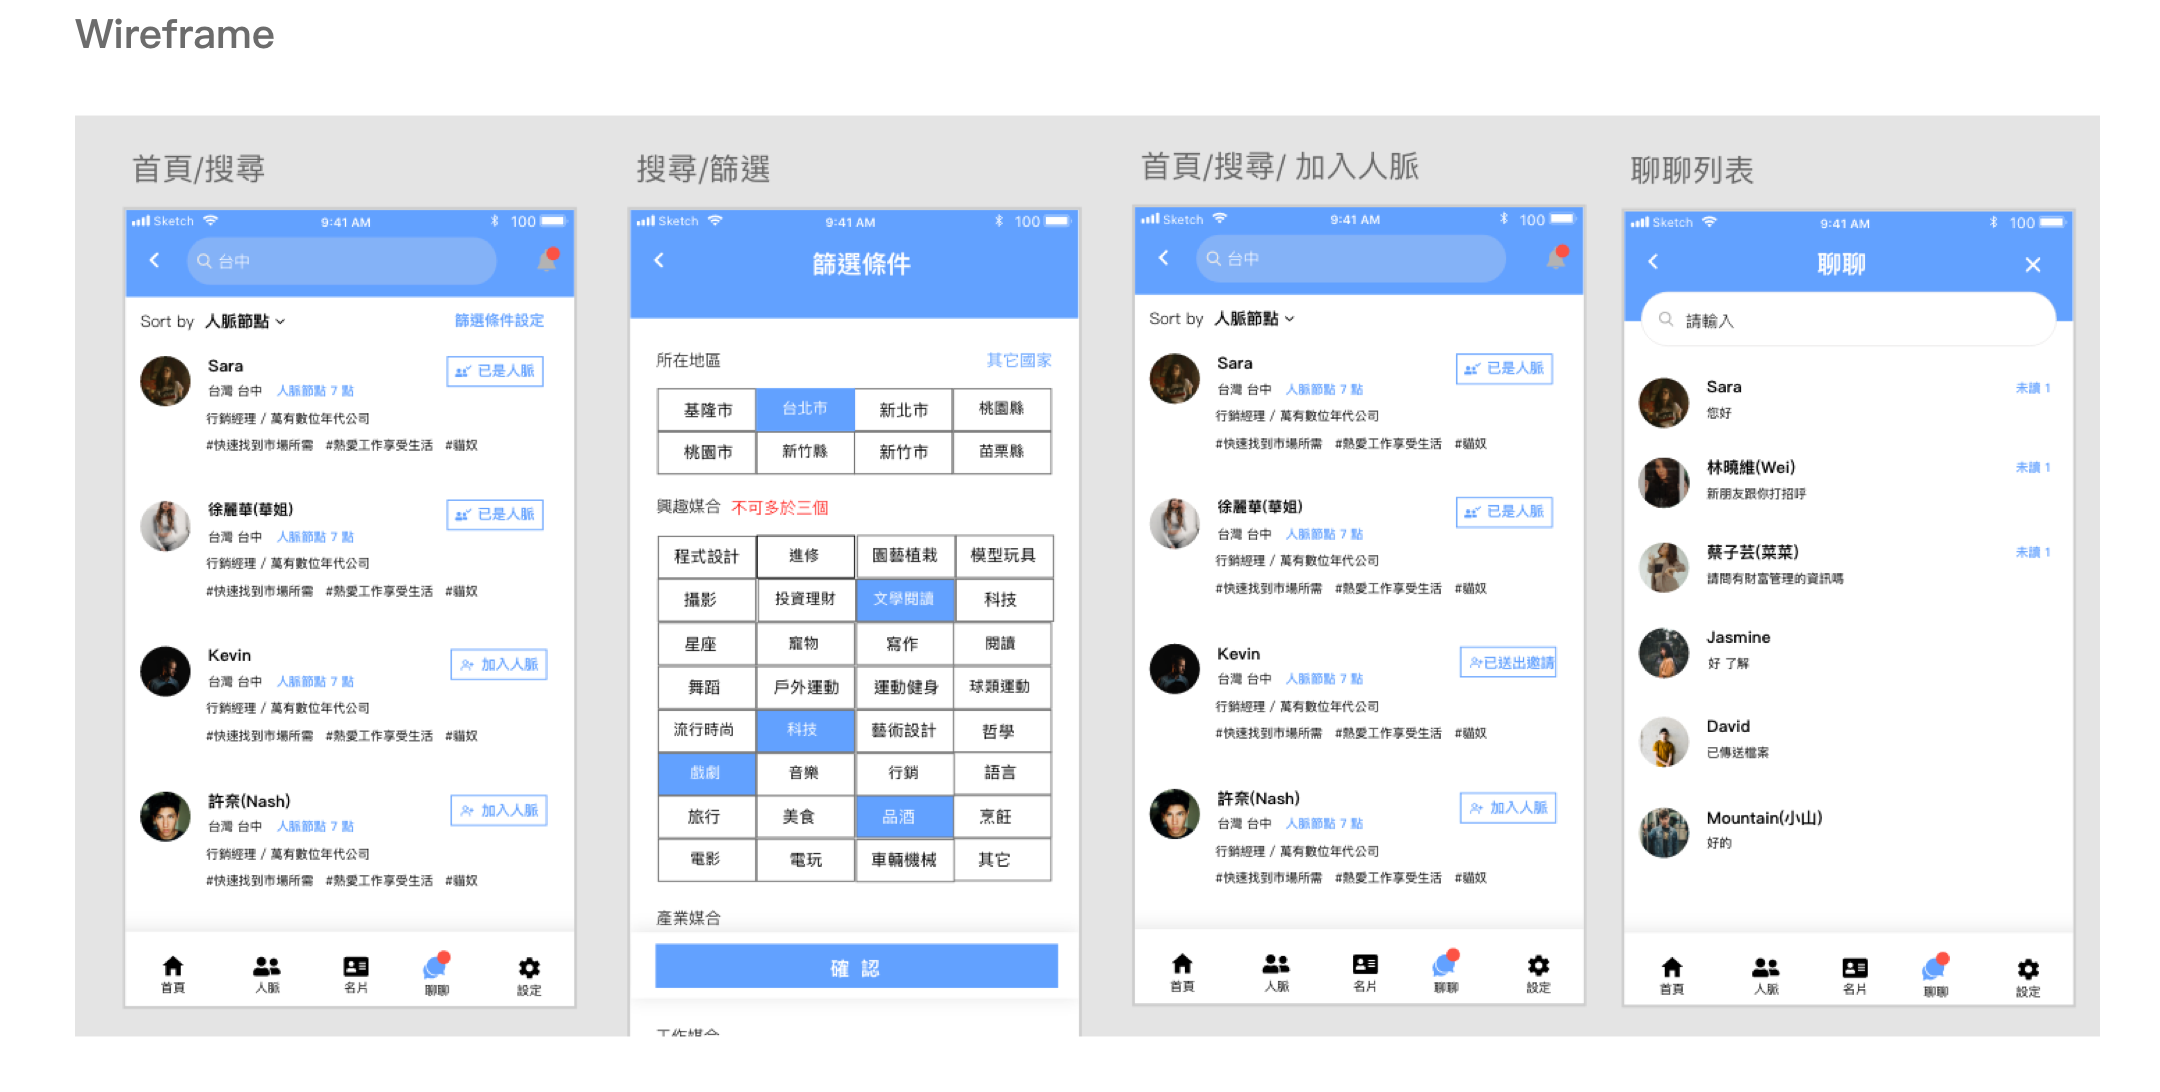 Wireframe
首頁/搜尋
Sketch 9:41 AM 100
台中
Sort by 人脈節點 篩選條件設定
Sara 已是人脈
台灣 台中 人脈節點 7 點
行銷經理 / 萬有數位年代公司
#快速找到市場所需 #熱愛工作享受生活 #貓奴
徐麗華(華姐) 已是人脈
台灣 台中 人脈節點 7 點
行銷經理 / 萬有數位年代公司
#快速找到市場所需 #熱愛工作享受生活 #貓奴
Kevin 加入人脈
台灣 台中 人脈節點 7 點
行銷經理 / 萬有數位年代公司
#快速找到市場所需 #熱愛工作享受生活 #貓奴
許奈(Nash) 加入人脈
台灣 台中 人脈節點 7 點
行銷經理 / 萬有數位年代公司
#快速找到市場所需 #熱愛工作享受生活 #貓奴
首頁 人脈 名片 聊聊 設定
搜尋/篩選
Sketch 9:41 AM 100
篩選條件
所在地區 其它國家
基隆市 台北市 新北市 桃園縣
桃園市 新竹縣 新竹市 苗栗縣
興趣媒合 不可多於三個
程式設計 進修 園藝植栽 模型玩具
攝影 投資理財 文學閱讀 科技
星座 寵物 寫作 閱讀
舞蹈 戶外運動 運動健身 球類運動
流行時尚 科技 藝術設計 哲學
戲劇 音樂 行銷 語言
旅行 美食 品酒 烹飪
電影 電玩 車輛機械 其它
產業媒合
確 認
工作媒合
首頁/搜尋/ 加入人脈
Sketch 9:41 AM 100
台中
Sort by 人脈節點
Sara 已是人脈
台灣 台中 人脈節點 7 點
行銷經理 / 萬有數位年代公司
#快速找到市場所需 #熱愛工作享受生活 #貓奴
徐麗華(華姐) 已是人脈
台灣 台中 人脈節點 7 點
行銷經理 / 萬有數位年代公司
#快速找到市場所需 #熱愛工作享受生活 #貓奴
Kevin 已送出邀請
台灣 台中 人脈節點 7 點
行銷經理 / 萬有數位年代公司
#快速找到市場所需 #熱愛工作享受生活 #貓奴
許奈(Nash) 加入人脈
台灣 台中 人脈節點 7 點
行銷經理 / 萬有數位年代公司
#快速找到市場所需 #熱愛工作享受生活 #貓奴
首頁 人脈 名片 聊聊 設定
聊聊列表
Sketch 9:41 AM 100
聊聊
請輸入
Sara 未讀 1
您好
林曉維(Wei) 未讀 1
新朋友跟你打招呼
蔡子芸(菜菜) 未讀 1
請問有財富管理的資訊嗎
Jasmine
好 了解
David
已傳送檔案
Mountain(小山)
好的
首頁 人脈 名片 聊聊 設定